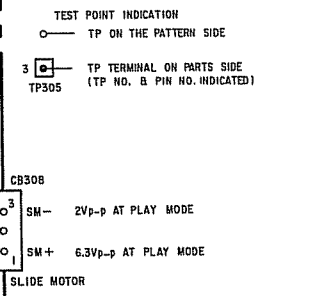 TEST POINT INDICATION
TP ON THE PATTERN SIDE
3 TP TERMINAL ON PARTS SIDE
TP305 (TP NO. & PIN NO. INDICATED)
CB308
3
SM− 2Vp-p AT PLAY MODE
SM+ 6.3Vp-p AT PLAY MODE
1
SLIDE MOTOR